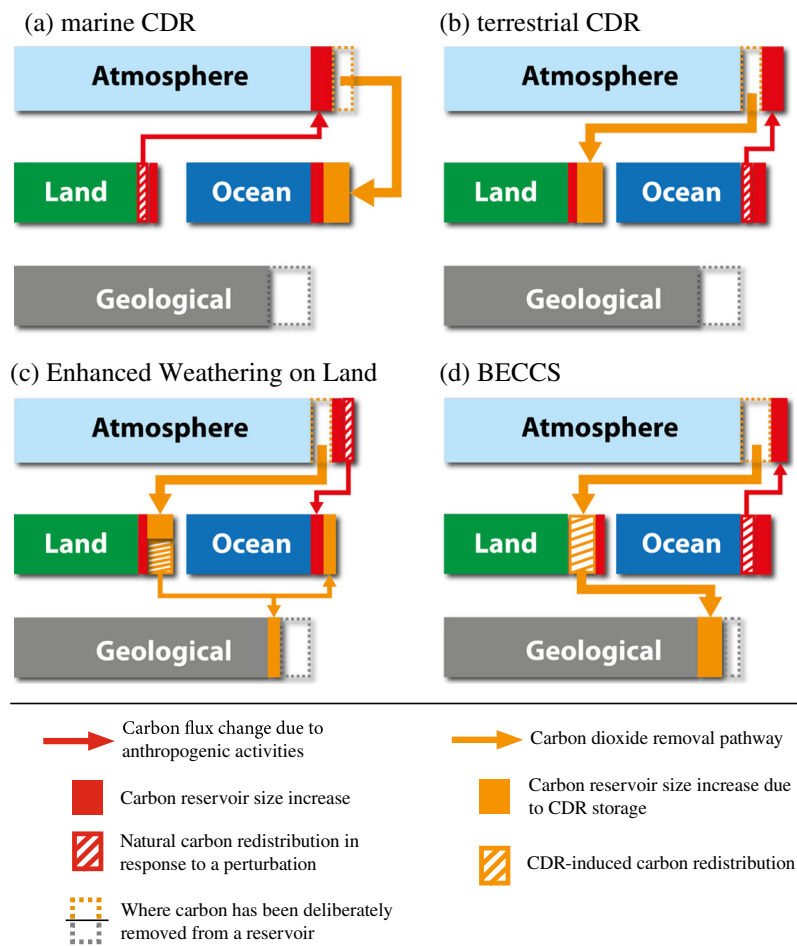 (a) marine CDR
(b) terrestrial CDR
Atmosphere
Atmosphere
Land
Ocean
Land
Ocean
Geological
Geological
(c) Enhanced Weathering on Land
(d) BECCS
Atmosphere
Atmosphere
Land
Ocean
Land
Ocean
Geological
Geological
Carbon flux change due to
anthropogenic activities
Carbon dioxide removal pathway
Carbon reservoir size increase
Carbon reservoir size increase due
to CDR storage
Natural carbon redistribution in
response to a perturbation
CDR-induced carbon redistribution
Where carbon has been deliberately
removed from a reservoir